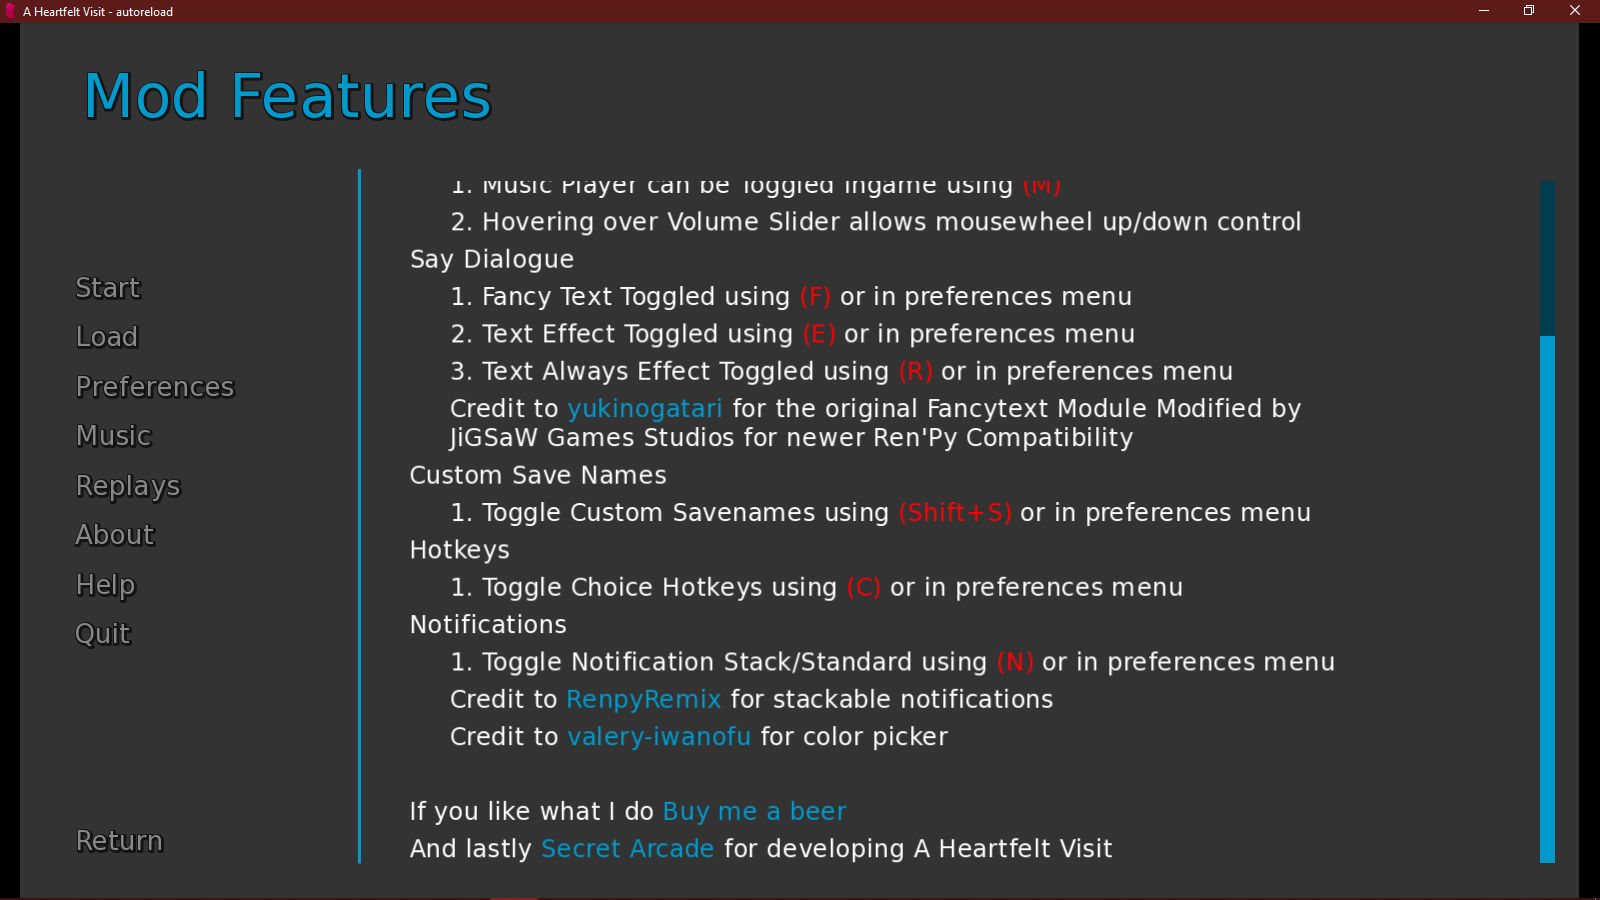 A Heartfelt Visit - autoreload
Mod Features
Start
Load
Preferences
Music
Replays
About
Help
Quit
Return
1. Music Player can be Toggled ingame using (M)
2. Hovering over Volume Slider allows mousewheel up/down control
Say Dialogue
1. Fancy Text Toggled using (F) or in preferences menu
2. Text Effect Toggled using (E) or in preferences menu
3. Text Always Effect Toggled using (R) or in preferences menu
Credit to yukinogatari for the original Fancytext Module Modified by
JiGSaW Games Studios for newer Ren'Py Compatibility
Custom Save Names
1. Toggle Custom Savenames using (Shift+S) or in preferences menu
Hotkeys
1. Toggle Choice Hotkeys using (C) or in preferences menu
Notifications
1. Toggle Notification Stack/Standard using (N) or in preferences menu
Credit to RenpyRemix for stackable notifications
Credit to valery-iwanofu for color picker
If you like what I do Buy me a beer
And lastly Secret Arcade for developing A Heartfelt Visit